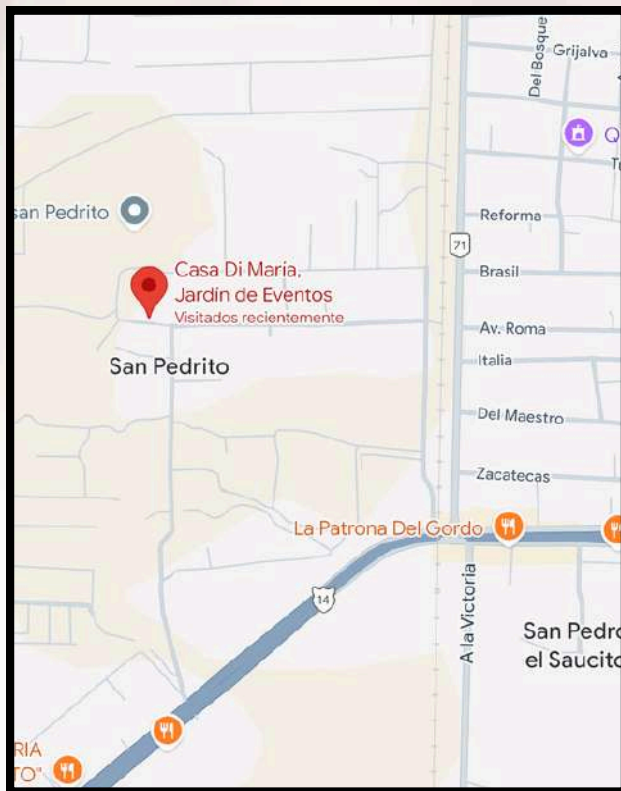 Del Bosque
Grijalva
Q
Tu
san Pedrito
Reforma
71
Casa Di Maria,
Jardín de Eventos
Visitados recientemente
Brasil
Av. Roma
San Pedrito
Italia
Del Maestro
Zacatecas
La Patrona Del Gordo
14
A la Victoria
San Pedro
el Saucito
RIA
TO"